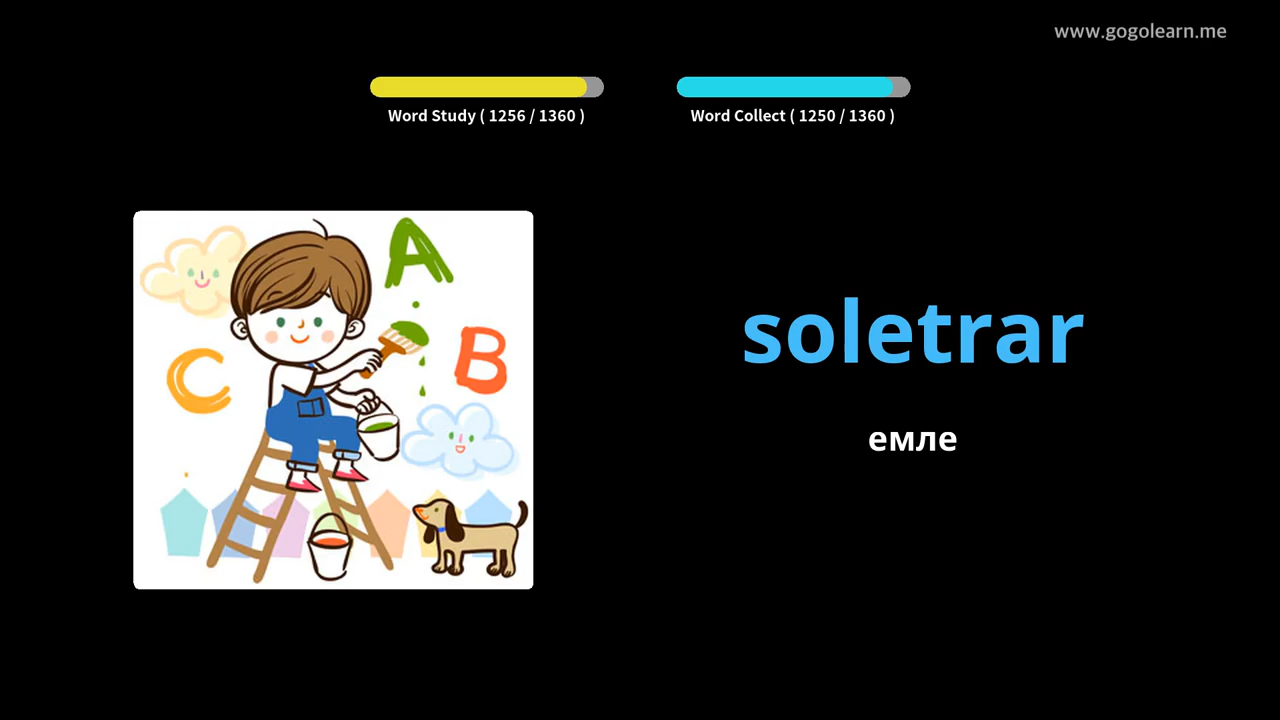 www.gogolearn.me
Word Study ( 1256 / 1360 )
Word Collect ( 1250 / 1360 )
A
B
C
soletrar
емле